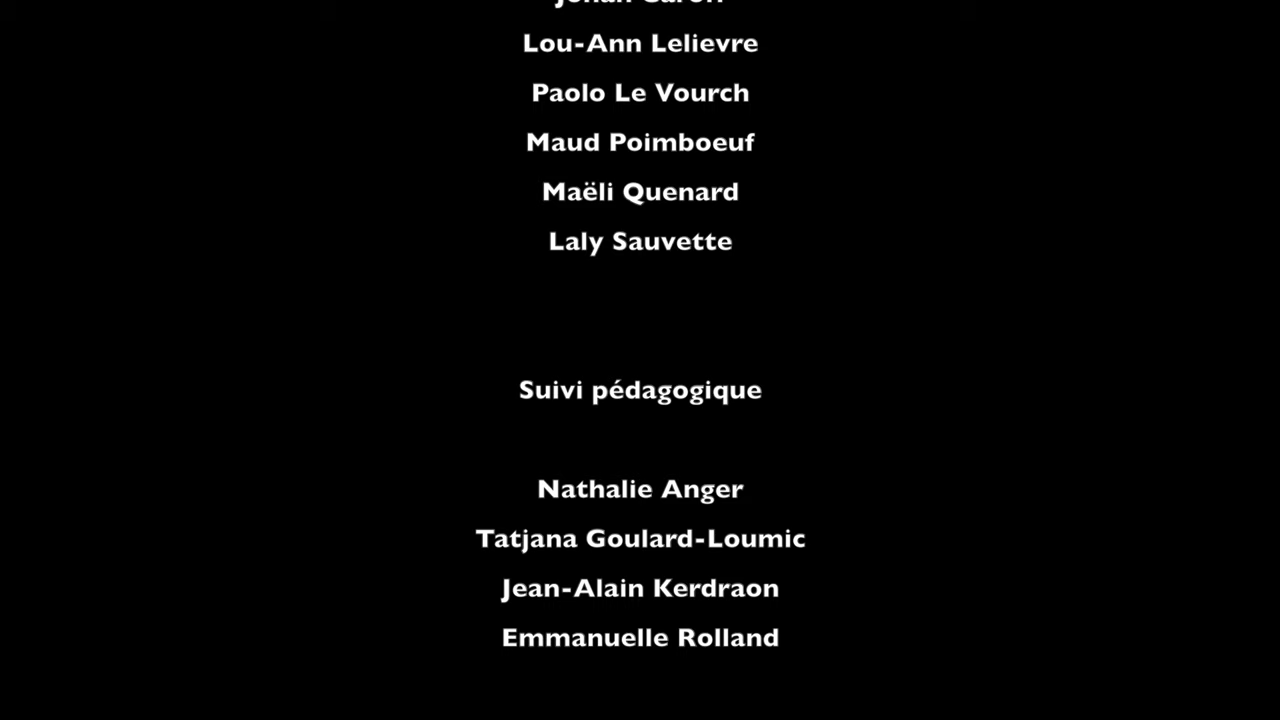 Lou-Ann Lelievre
Paolo Le Vourch
Maud Poimboeuf
Maëli Quenard
Laly Sauvette
Suivi pédagogique
Nathalie Anger
Tatjana Goulard-Loumic
Jean-Alain Kerdraon
Emmanuelle Rolland